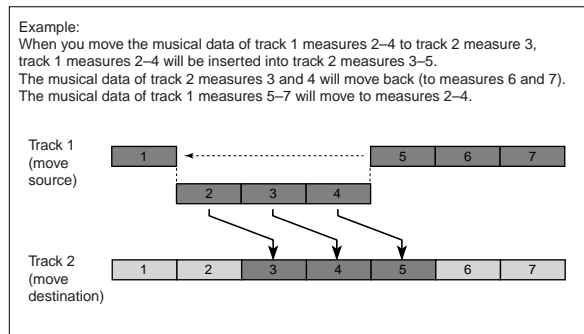 Example:
When you move the musical data of track 1 measures 2–4 to track 2 measure 3,
track 1 measures 2–4 will be inserted into track 2 measures 3–5.
The musical data of track 2 measures 3 and 4 will move back (to measures 6 and 7).
The musical data of track 1 measures 5–7 will move to measures 2–4.
Track 1
(move
source)
1 5 6 7
2 3 4
Track 2
(move
destination)
1 2 3 4 5 6 7